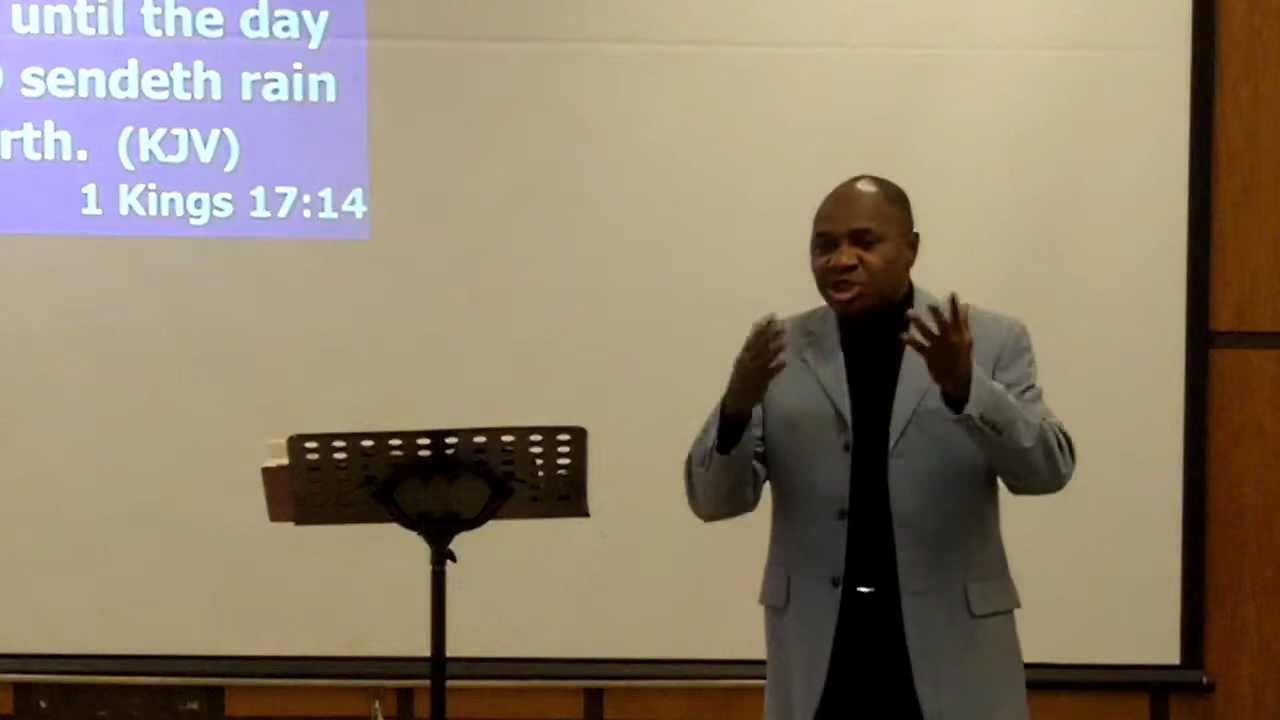 until the day
sendeth rain
rth. (KJV)
1 Kings 17:14